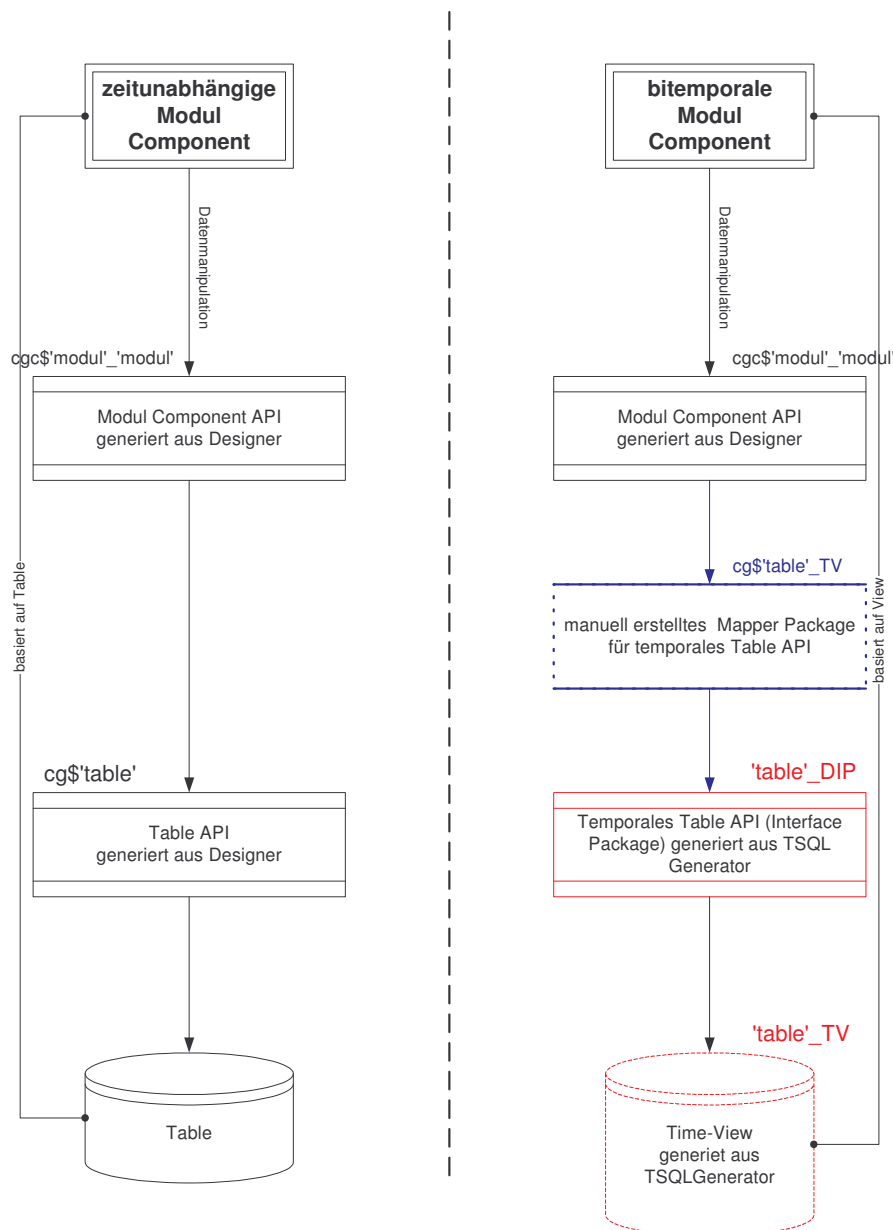 zeitunabhängige
Modul
Component
Datenmanipulation
cgc$'modul'_'modul'
Modul Component API
generiert aus Designer
basiert auf Table
cg$'table'
Table API
generiert aus Designer
Table
bitemporale
Modul
Component
Datenmanipulation
cgc$'modul'_'modul'
Modul Component API
generiert aus Designer
cg$'table'_TV
manuell erstelltes Mapper Package
für temporales Table API
basiert auf View
'table'_DIP
Temporales Table API (Interface
Package) generiert aus TSQL
Generator
'table'_TV
Time-View
generiet aus
TSQLGenerator